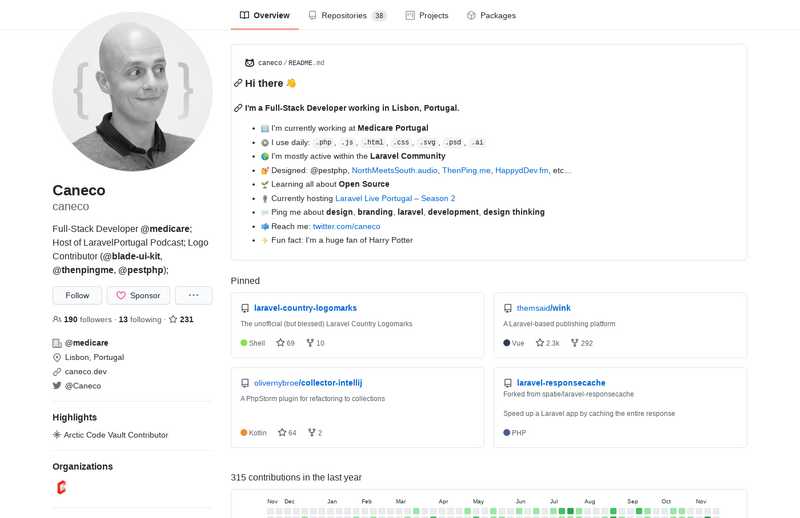 Overview Repositories 38 Projects Packages
Caneco
caneco
Full-Stack Developer @medicare;
Host of LaravelPortugal Podcast; Logo
Contributor (@blade-ui-kit,
@thenpingme, @pestphp);
Follow Sponsor ...
190 followers · 13 following · 231
@medicare
Lisbon, Portugal
caneco.dev
@Caneco
Highlights
Arctic Code Vault Contributor
Organizations
caneco/README.md
Hi there 👋
I'm a Full-Stack Developer working in Lisbon, Portugal.
I'm currently working at Medicare Portugal
I use daily: .php, .js, .html, .css, .svg, .psd, .ai
I'm mostly active within the Laravel Community
Designed: @pestphp, NorthMeetsSouth.audio, ThenPing.me, HappydDev.fm, etc...
Learning all about Open Source
Currently hosting Laravel Live Portugal – Season 2
Ping me about design, branding, laravel, development, design thinking
Reach me: twitter.com/caneco
Fun fact: I'm a huge fan of Harry Potter
Pinned
laravel-country-logomarks
The unofficial (but blessed) Laravel Country Logomarks
Shell 69 10
themsaid/wink
A Laravel-based publishing platform
Vue 2.3k 292
olivernybroe/collector-intellij
A PhpStorm plugin for refactoring to collections
Kotlin 64 2
laravel-responsecache
Forked from spatie/laravel-responsecache
Speed up a Laravel app by caching the entire response
PHP
315 contributions in the last year
Nov Dec Jan Feb Mar Apr May Jun Jul Aug Sep Oct Nov